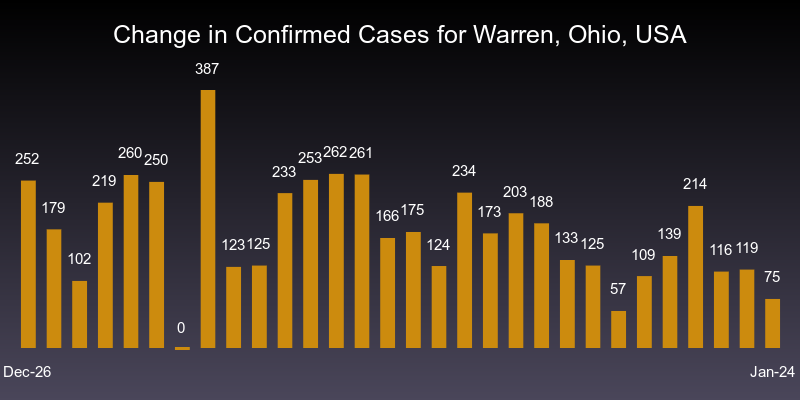 Change in Confirmed Cases for Warren, Ohio, USA
252 179 102 219 260 250 0 387 123 125 233 253 262 261 166 175 124 234 173 203 188 133 125 57 109 139 214 116 119 75
Dec-26 Jan-24